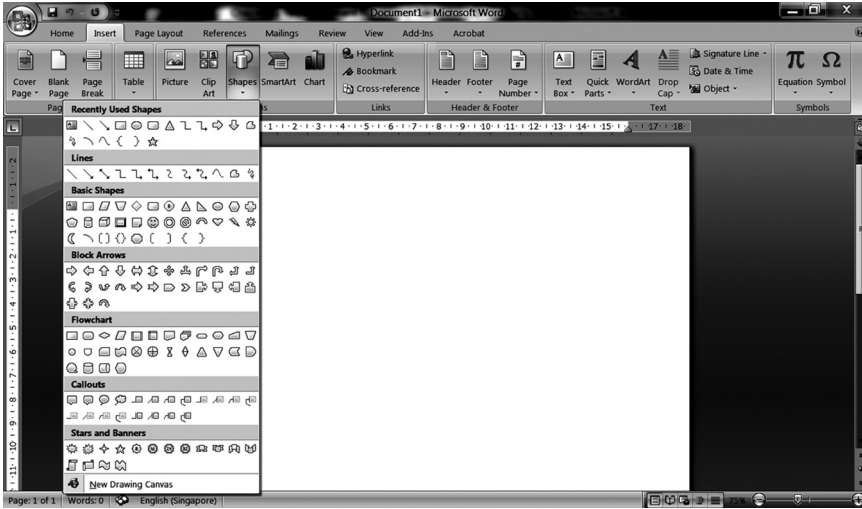 Document1 - Microsoft Word
Home Insert Page Layout References Mailings Review View Add-Ins Acrobat
Cover Page
Blank Page
Page Break
Table
Picture
Clip Art
Shapes
SmartArt
Chart
Hyperlink
Bookmark
Cross-reference
Links
Header
Footer
Page Number
Header & Footer
Text Box
Quick Parts
WordArt
Drop Cap
Signature Line
Date & Time
Object
Text
Equation
Symbol
Symbols
Recently Used Shapes
Lines
Basic Shapes
Block Arrows
Flowchart
Callouts
Stars and Banners
New Drawing Canvas
Page: 1 of 1 Words: 0 English (Singapore) 75%